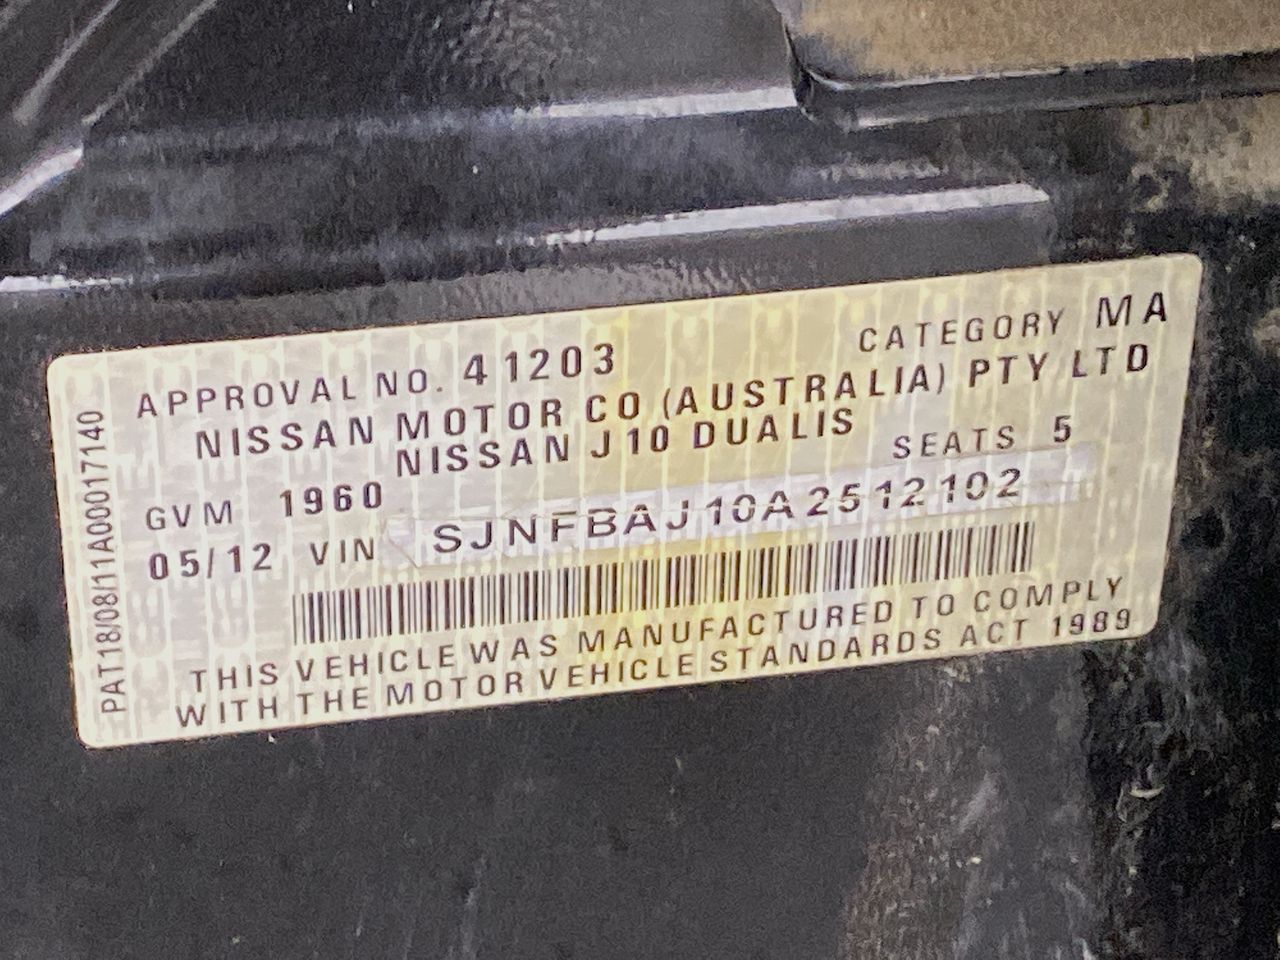 APPROVAL NO. 41203 CATEGORY MA
NISSAN MOTOR CO (AUSTRALIA) PTY LTD
NISSAN J10 DUALIS
SEATS 5
GVM 1960
05/12 VIN SJNFBAJ10A2512102
THIS VEHICLE WAS MANUFACTURED TO COMPLY
WITH THE MOTOR VEHICLE STANDARDS ACT 1989
PAT18/08/11A00017140